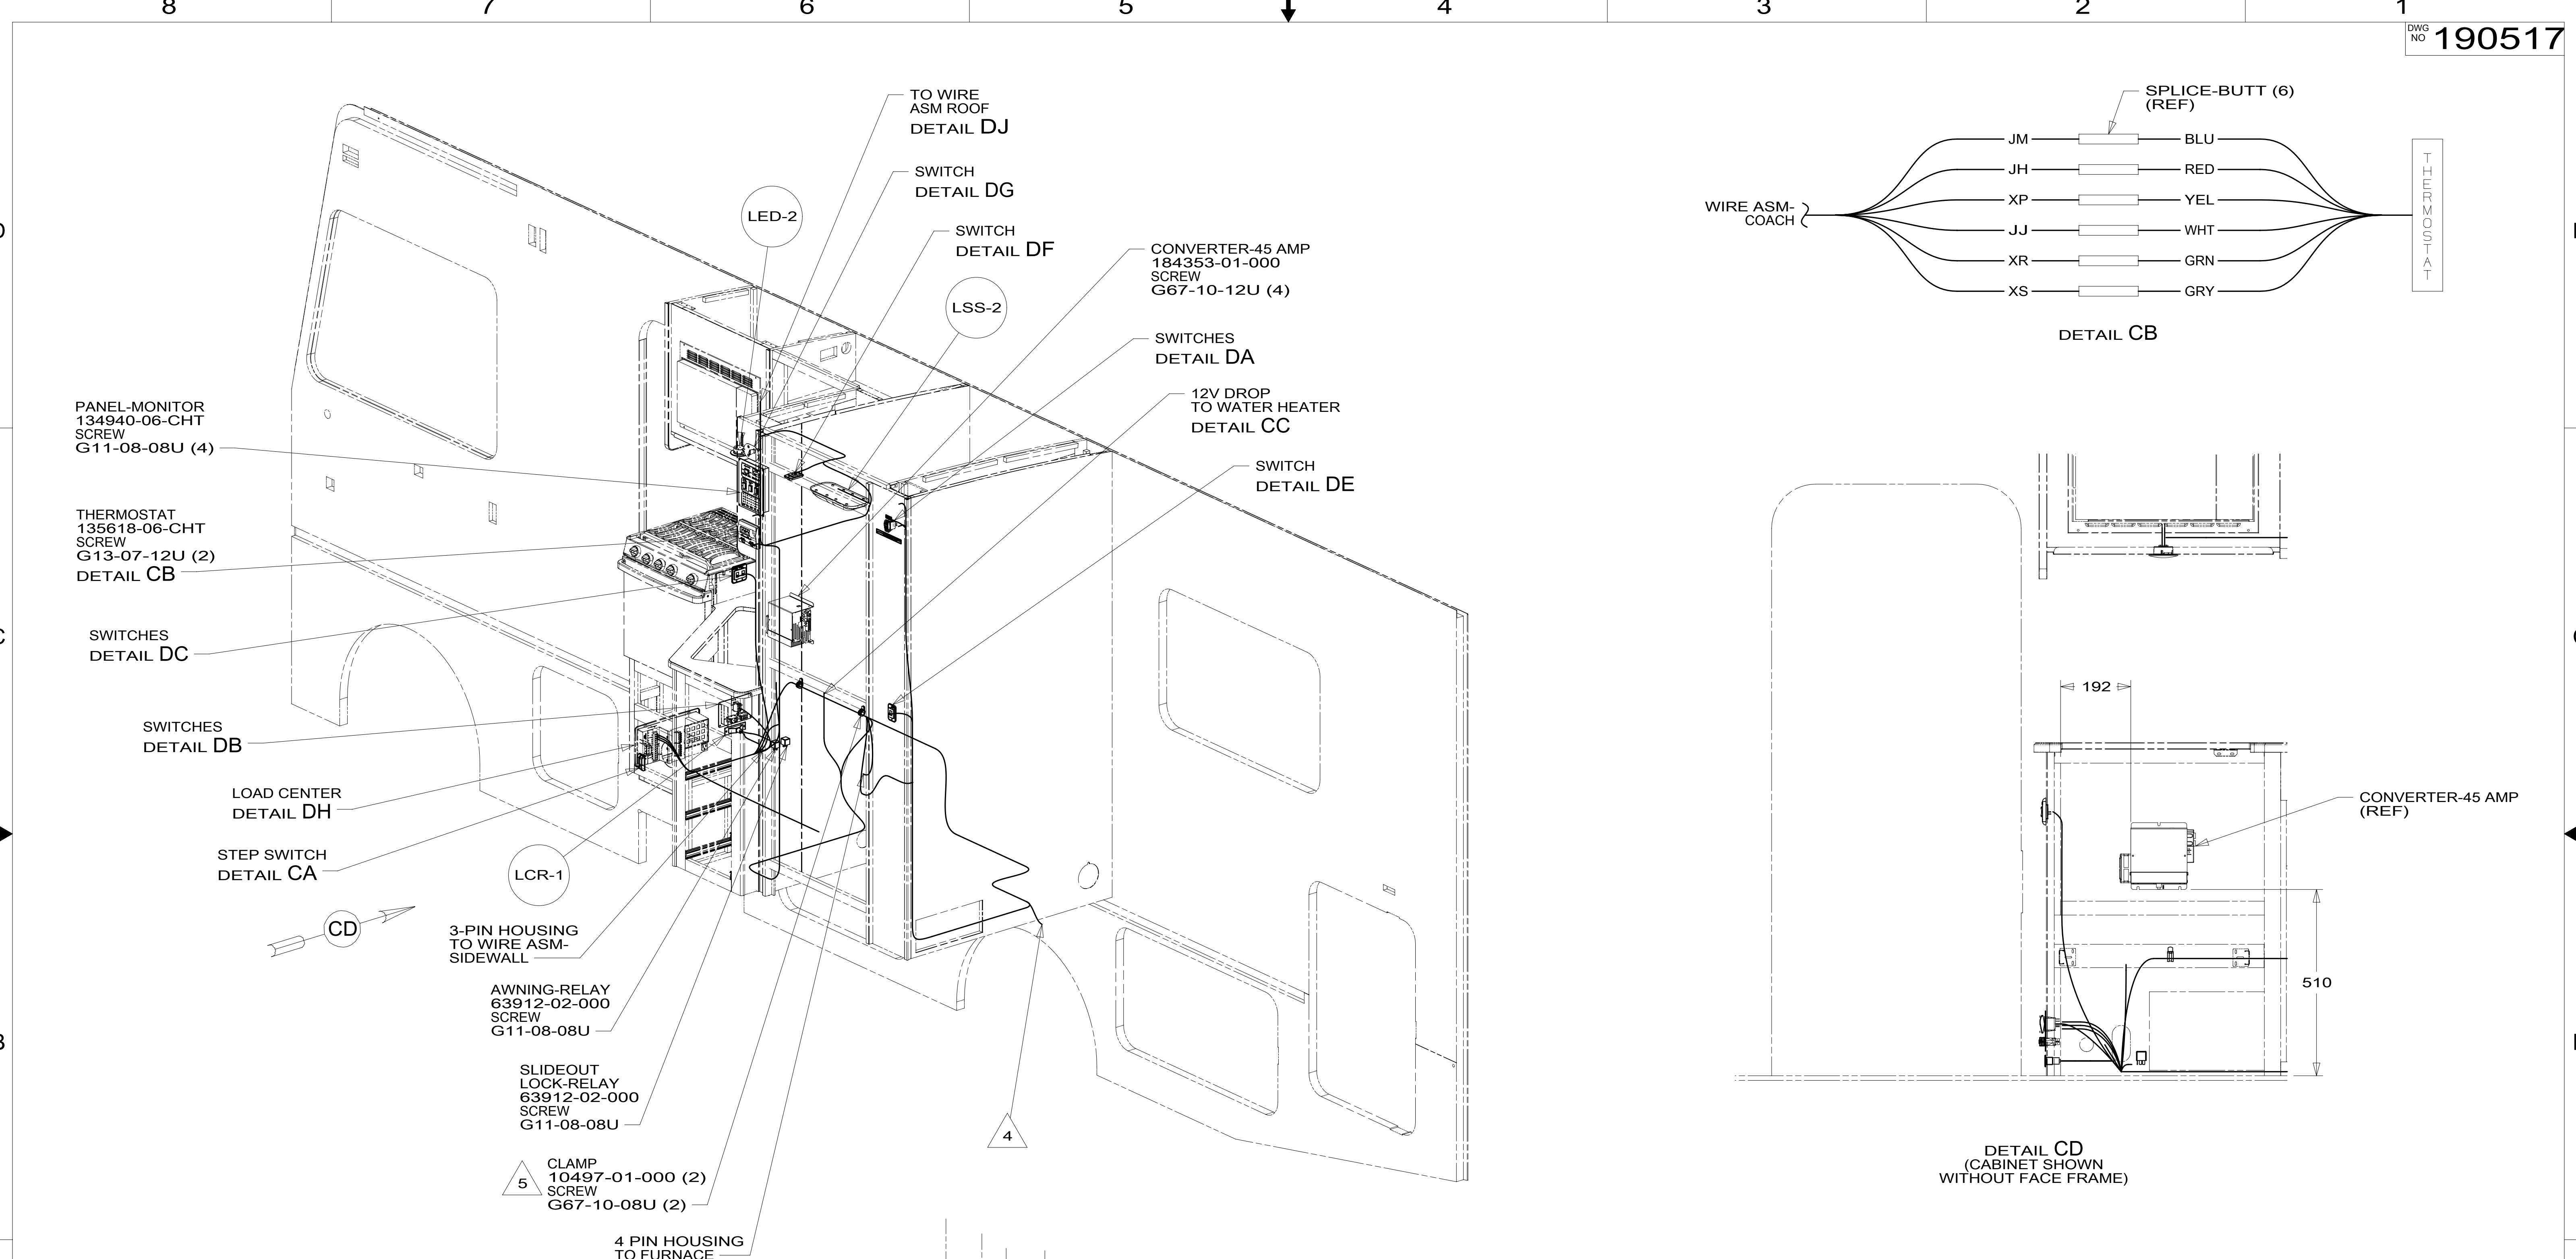 8 7 6 5 4 3 2 1
DWG
NO 190517
TO WIRE
ASM ROOF
DETAIL DJ
SWITCH
DETAIL DG
LED-2
SWITCH
DETAIL DF
CONVERTER-45 AMP
184353-01-000
SCREW
G67-10-12U (4)
LSS-2
SWITCHES
DETAIL DA
12V DROP
TO WATER HEATER
DETAIL CC
SWITCH
DETAIL DE
PANEL-MONITOR
134940-06-CHT
SCREW
G11-08-08U (4)
THERMOSTAT
135618-06-CHT
SCREW
G13-07-12U (2)
DETAIL CB
SWITCHES
DETAIL DC
SWITCHES
DETAIL DB
LOAD CENTER
DETAIL DH
STEP SWITCH
DETAIL CA
LCR-1
CD
3-PIN HOUSING
TO WIRE ASM-
SIDEWALL
AWNING-RELAY
63912-02-000
SCREW
G11-08-08U
SLIDEOUT
LOCK-RELAY
63912-02-000
SCREW
G11-08-08U
4
5
CLAMP
10497-01-000 (2)
SCREW
G67-10-08U (2)
4 PIN HOUSING
TO FURNACE
SPLICE-BUTT (6)
(REF)
WIRE ASM-
COACH
JM BLU
JH RED
XP YEL
JJ WHT
XR GRN
XS GRY
THERMOSTAT
DETAIL CB
192
CONVERTER-45 AMP
(REF)
510
DETAIL CD
(CABINET SHOWN
WITHOUT FACE FRAME)